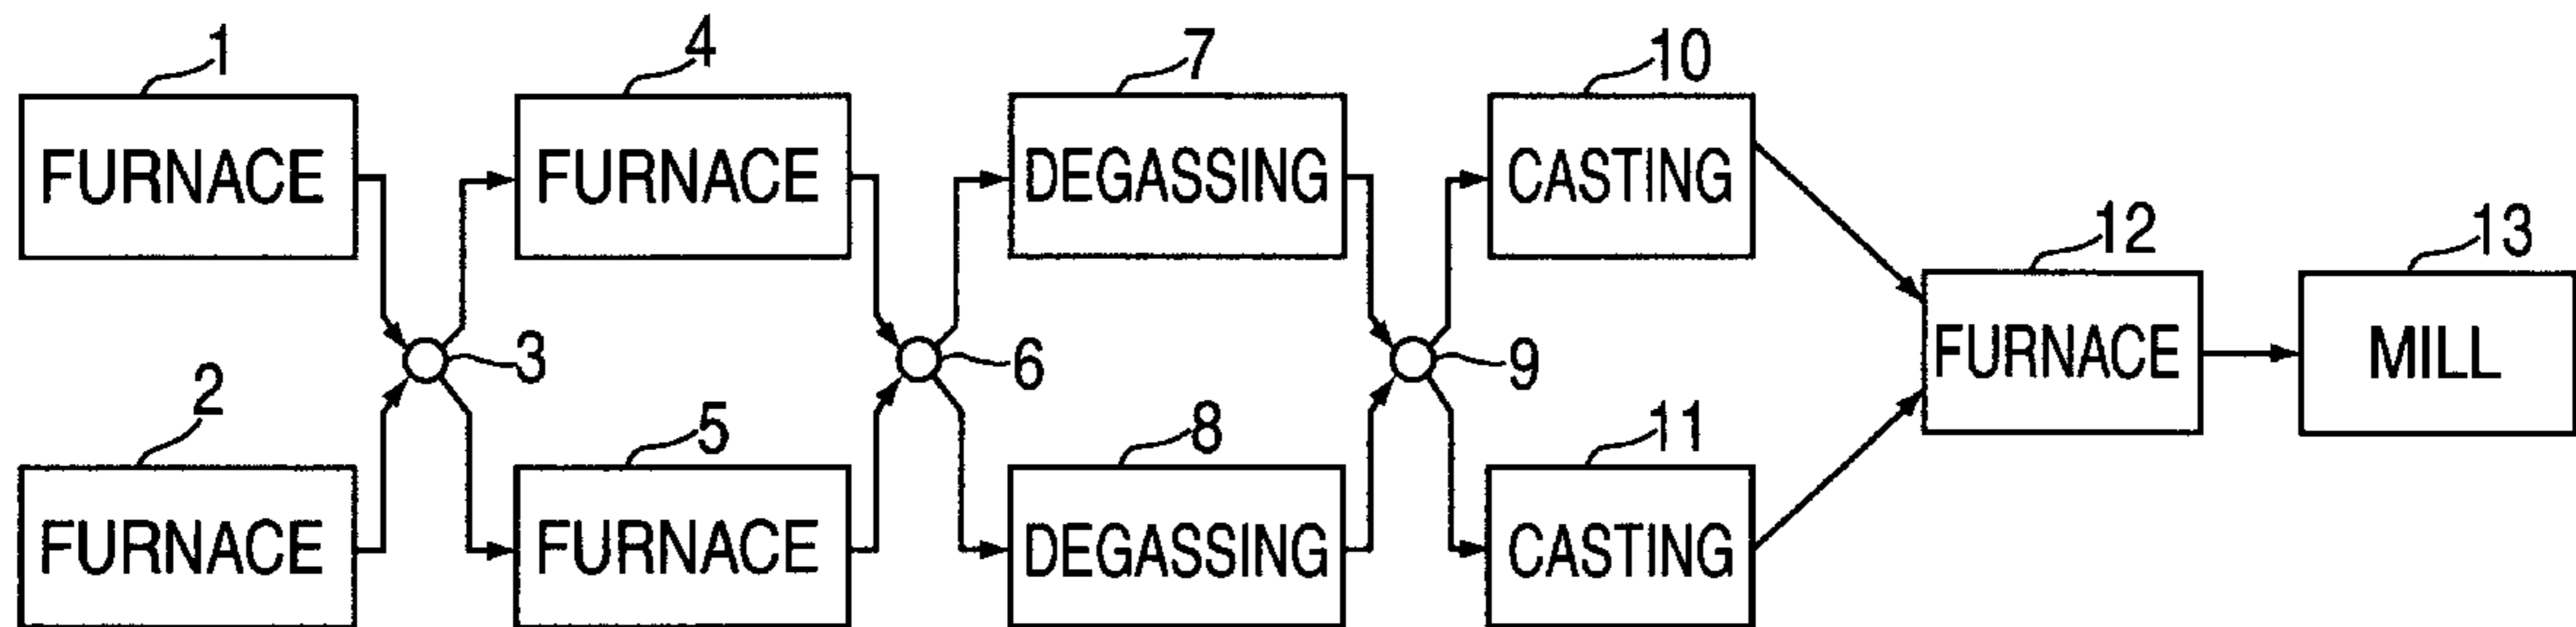 1 4 7 10
FURNACE FURNACE DEGASSING CASTING
12 13
3 6 9
FURNACE MILL
2 5 8 11
FURNACE FURNACE DEGASSING CASTING